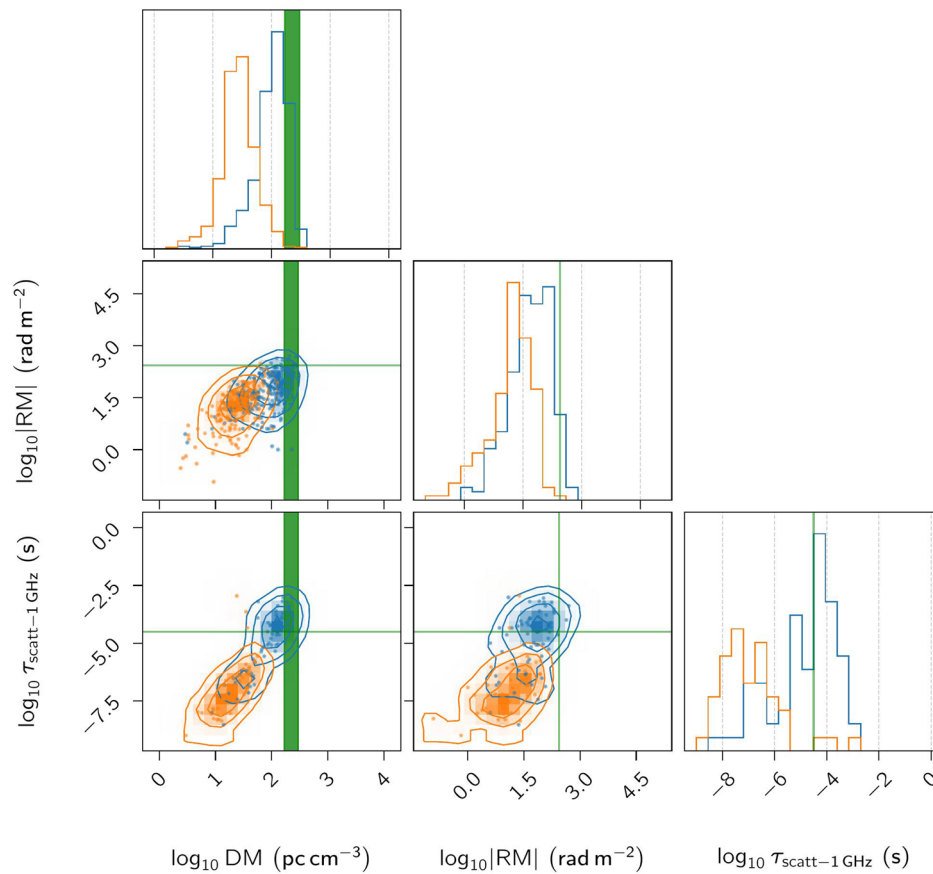 log₁₀|RM| (rad m⁻²)
4.5
3.0
1.5
0.0
log₁₀ τscatt−1 GHz (s)
0.0
−2.5
−5.0
−7.5
0 1 2 3 4
0.0 1.5 3.0 4.5
−8 −6 −4 −2 0
log₁₀ DM (pc cm⁻³) log₁₀|RM| (rad m⁻²) log₁₀ τscatt−1 GHz (s)